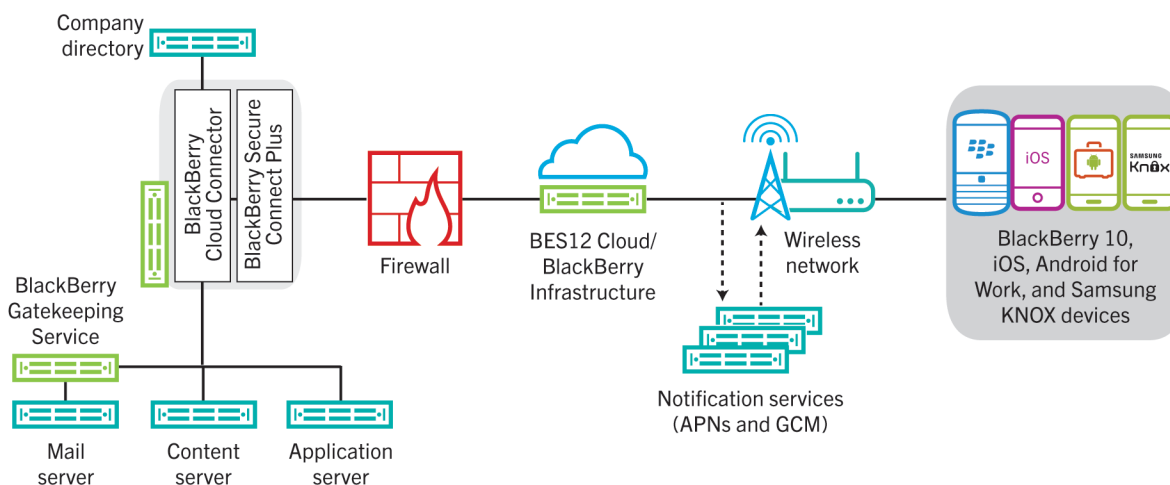 Company
directory
BlackBerry
Cloud Connector
BlackBerry Secure
Connect Plus
BlackBerry
Gatekeeping
Service
Mail
server
Content
server
Application
server
Firewall
BES12 Cloud/
BlackBerry
Infrastructure
Wireless
network
Notification services
(APNs and GCM)
iOS
SAMSUNG
Knox
BlackBerry 10,
iOS, Android for
Work, and Samsung
KNOX devices